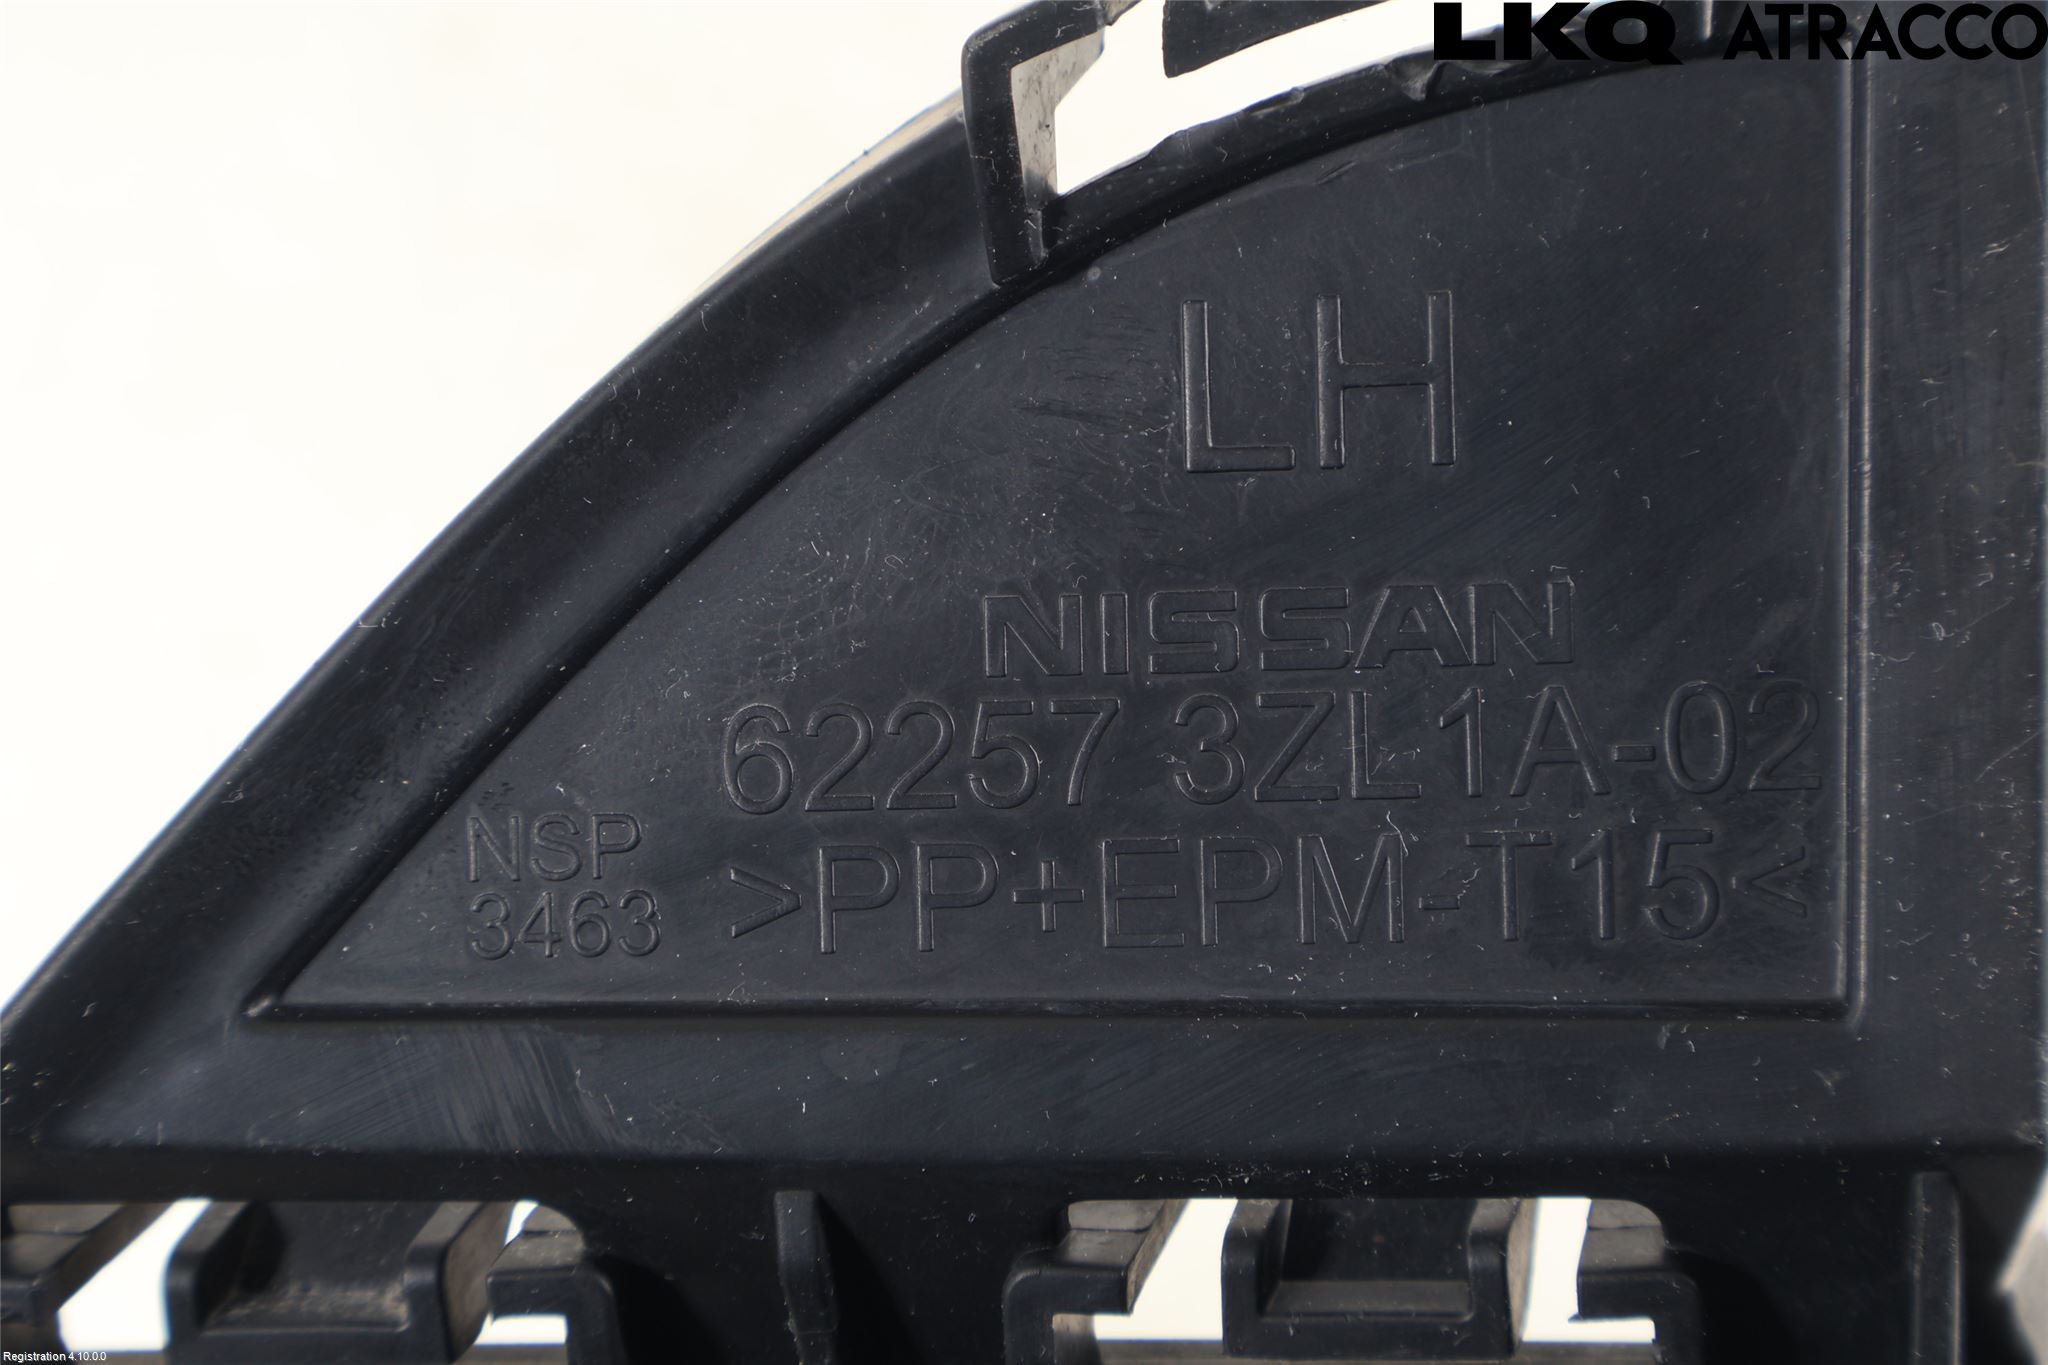 LKQ ATRACCO
LH
NISSAN
62257 3ZL1A-02
NSP
3463
>PP+EPM-T15<
Registration 4.10.0.0